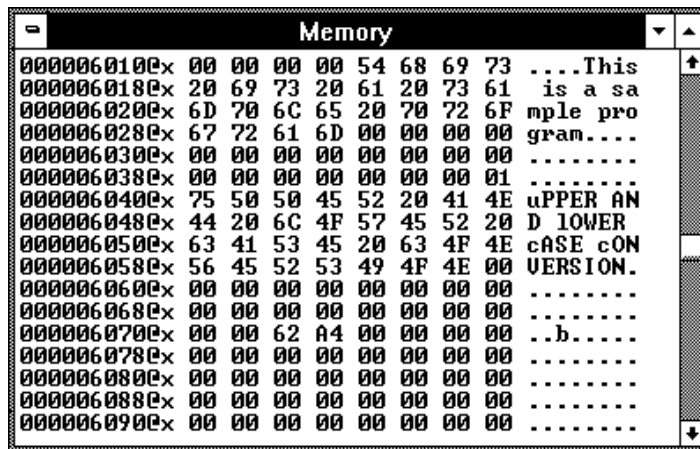 Memory
000006010@x 00 00 00 00 54 68 69 73 ....This
000006018@x 20 69 73 20 61 20 73 61  is a sa
000006020@x 6D 70 6C 65 20 70 72 6F mple pro
000006028@x 67 72 61 6D 00 00 00 00 gram....
000006030@x 00 00 00 00 00 00 00 00 ........
000006038@x 00 00 00 00 00 00 00 01 ........
000006040@x 75 50 50 45 52 20 41 4E uPPER AN
000006048@x 44 20 6C 4F 57 45 52 20 D lOWER
000006050@x 63 41 53 45 20 63 4F 4E cASE cON
000006058@x 56 45 52 53 49 4F 4E 00 VERSION.
000006060@x 00 00 00 00 00 00 00 00 ........
000006068@x 00 00 00 00 00 00 00 00 ........
000006070@x 00 00 62 A4 00 00 00 00 ..b.....
000006078@x 00 00 00 00 00 00 00 00 ........
000006080@x 00 00 00 00 00 00 00 00 ........
000006088@x 00 00 00 00 00 00 00 00 ........
000006090@x 00 00 00 00 00 00 00 00 ........